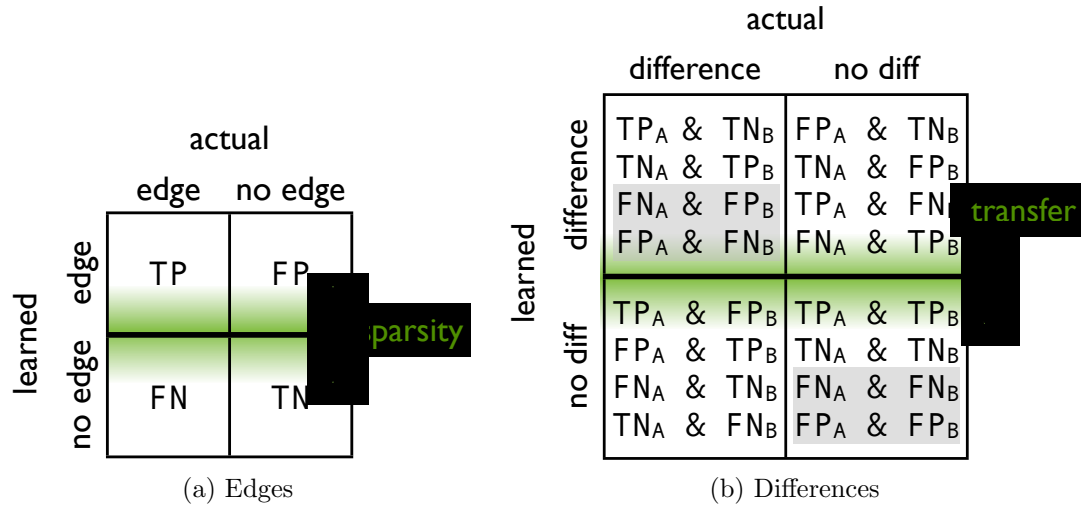 actual
edge no edge
learned
edge
no edge
TP FP
FN TN
sparsity
(a) Edges
actual
difference no diff
learned
difference
no diff
TPA & TNB FPA & TNB
TNA & TPB TNA & FPB
FNA & FPB TPA & FN
FPA & FNB FNA & TPB
transfer
TPA & FPB TPA & TPB
FPA & TPB TNA & TNB
FNA & TNB FNA & FNB
TNA & FNB FPA & FPB
(b) Differences